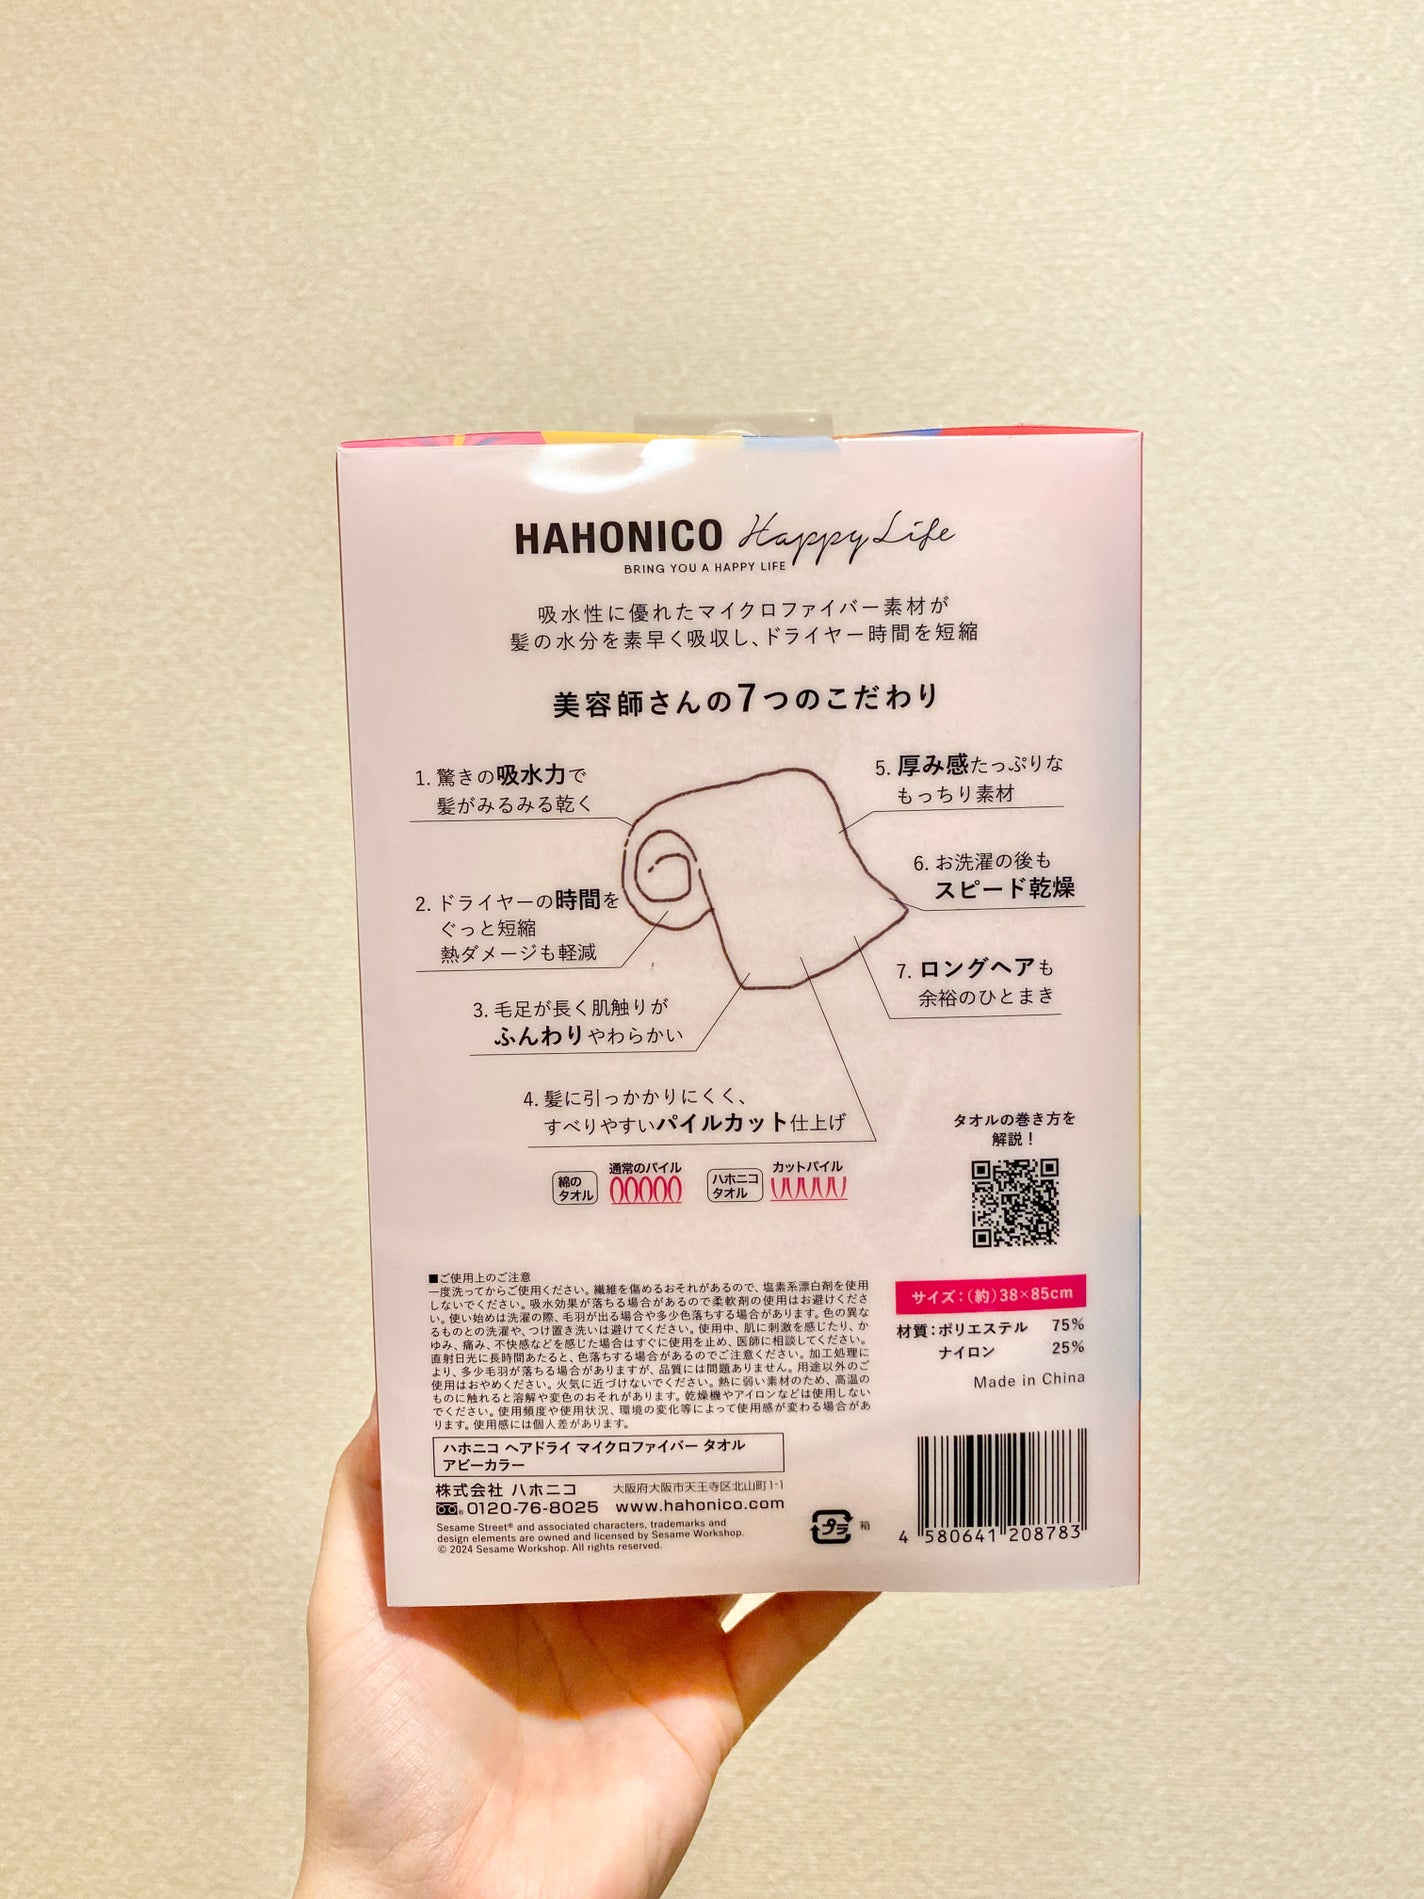 HAHONICO Happy Life
BRING YOU A HAPPY LIFE
吸水性に優れたマイクロファイバー素材が
髪の水分を素早く吸収し、ドライヤー時間を短縮
美容師さんの7つのこだわり
1. 驚きの吸水力で
髪がみるみる乾く
2. ドライヤーの時間を
ぐっと短縮
熱ダメージも軽減
3. 毛足が長く肌触りが
ふんわりやわらかい
4. 髪に引っかかりにくく、
すべりやすいパイルカット仕上げ
綿の
タオル
通常のパイル
ハホニコ
タオル
カットパイル
5. 厚み感たっぷりな
もっちり素材
6. お洗濯の後も
スピード乾燥
7. ロングヘアも
余裕のひとまき
タオルの巻き方を
解説！
■ご使用上のご注意
一度洗ってからご使用ください。繊維を傷めるおそれがあるので、塩素系漂白剤を使用
しないでください。吸水効果が落ちる場合があるので柔軟剤の使用はお避けくださ
い。使い始めは洗濯の際、毛羽が出る場合や多少色落ちする場合があります。色の異な
るものとの洗濯や、つけ置き洗いは避けてください。使用中、肌に刺激を感じたり、か
ゆみ、痛み、不快感などを感じた場合はすぐに使用を止め、医師に相談してください。
直射日光に長時間あたると、色落ちする場合があるのでご注意ください。加工処理に
より、多少毛羽が落ちる場合がありますが、品質には問題ありません。用途以外のご
使用はおやめください。火気に近づけないでください。熱に弱い素材のため、高温の
ものに触れると溶解や変色のおそれがあります。乾燥機やアイロンなどは使用しない
でください。使用頻度や使用状況、環境の変化等によって使用感が変わる場合があ
ります。使用感には個人差があります。
サイズ：（約）38×85cm
材質：ポリエステル 75%
ナイロン 25%
Made in China
ハホニコ ヘアドライ マイクロファイバー タオル
アビーカラー
株式会社 ハホニコ 大阪府大阪市天王寺区北山町1-1
0120-76-8025 www.hahonico.com
Sesame Street® and associated characters, trademarks and
design elements are owned and licensed by Sesame Workshop.
© 2024 Sesame Workshop. All rights reserved.
プラ 箱
4 580641 208783